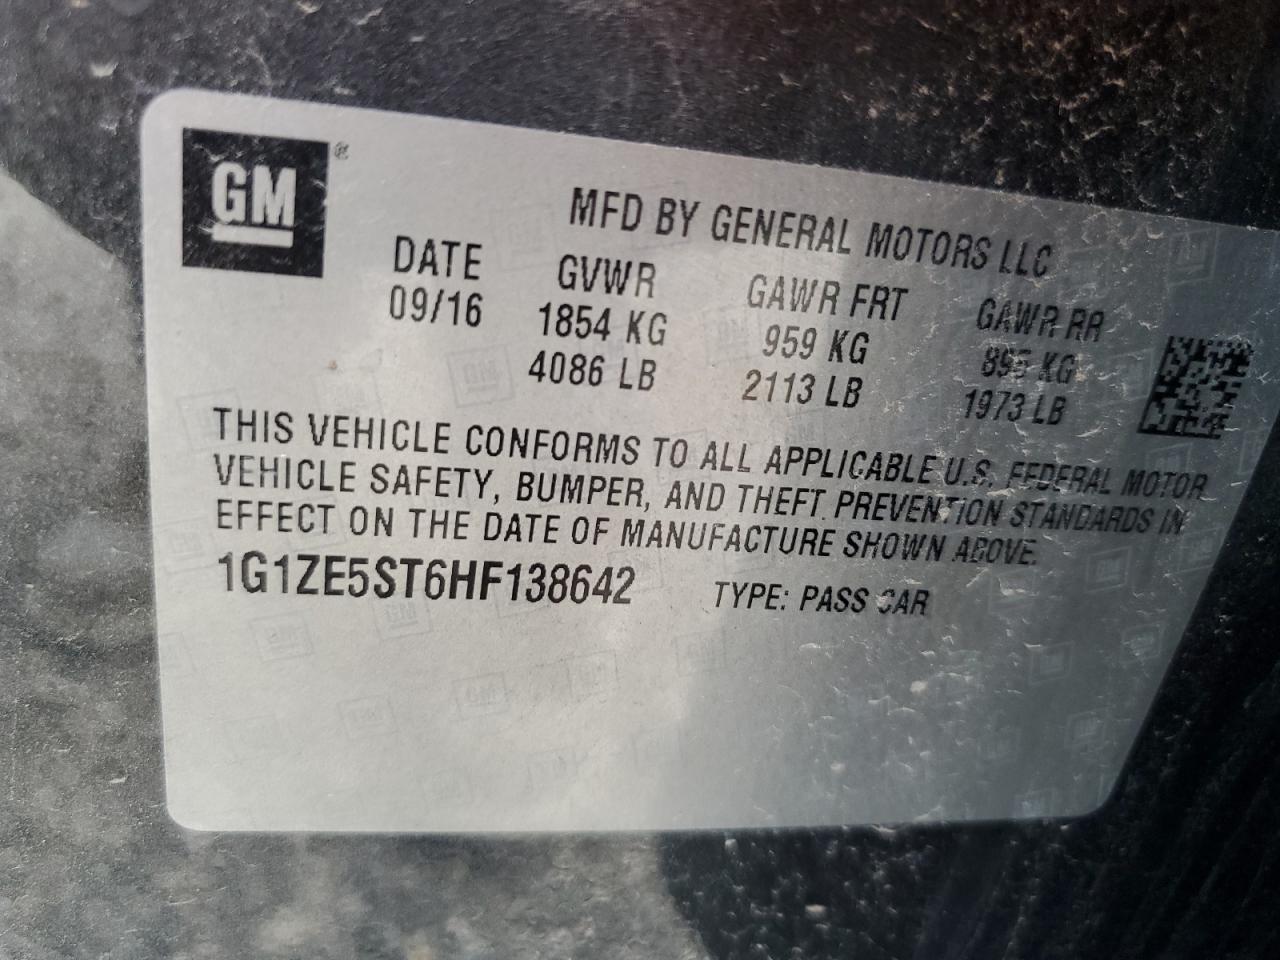 GM®
MFD BY GENERAL MOTORS LLC
DATE GVWR GAWR FRT GAWR RR
09/16 1854 KG 959 KG 895 KG
4086 LB 2113 LB 1973 LB
THIS VEHICLE CONFORMS TO ALL APPLICABLE U.S. FEDERAL MOTOR
VEHICLE SAFETY, BUMPER, AND THEFT PREVENTION STANDARDS IN
EFFECT ON THE DATE OF MANUFACTURE SHOWN ABOVE.
1G1ZE5ST6HF138642 TYPE: PASS CAR